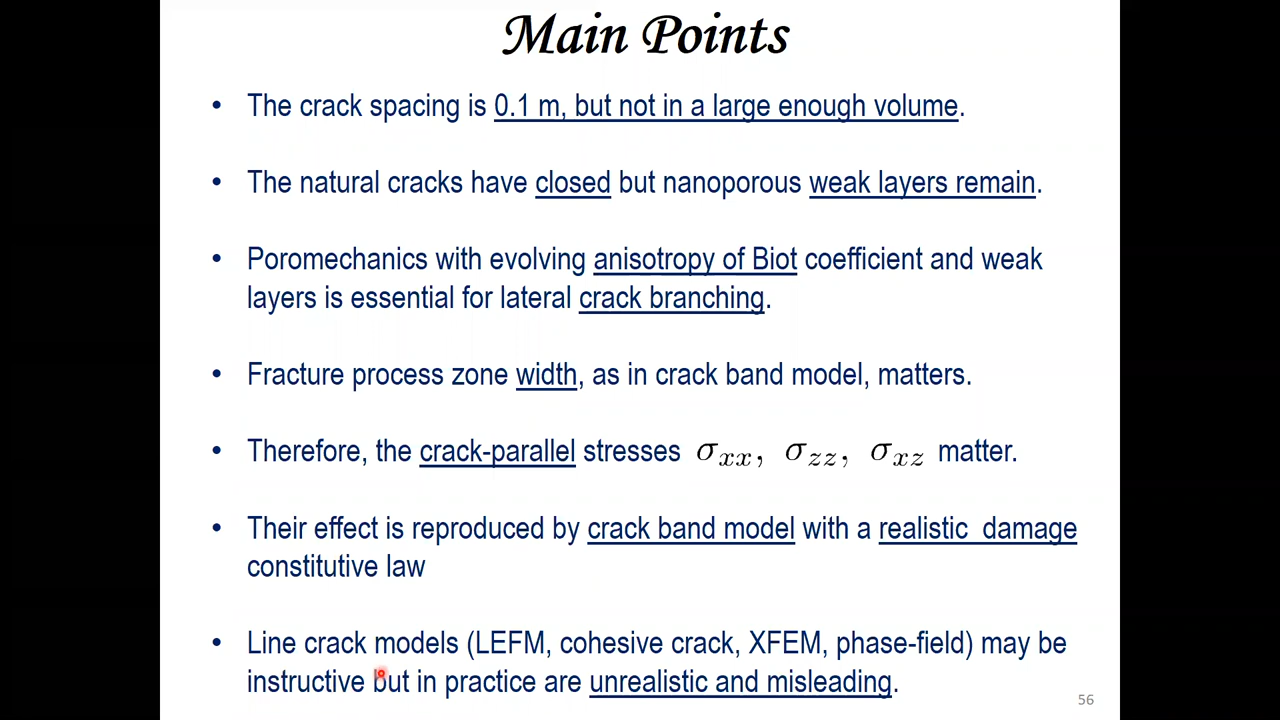 Main Points
• The crack spacing is 0.1 m, but not in a large enough volume.
• The natural cracks have closed but nanoporous weak layers remain.
• Poromechanics with evolving anisotropy of Biot coefficient and weak
layers is essential for lateral crack branching.
• Fracture process zone width, as in crack band model, matters.
• Therefore, the crack-parallel stresses σ_xx, σ_zz, σ_xz matter.
• Their effect is reproduced by crack band model with a realistic damage
constitutive law
• Line crack models (LEFM, cohesive crack, XFEM, phase-field) may be
instructive but in practice are unrealistic and misleading.
56